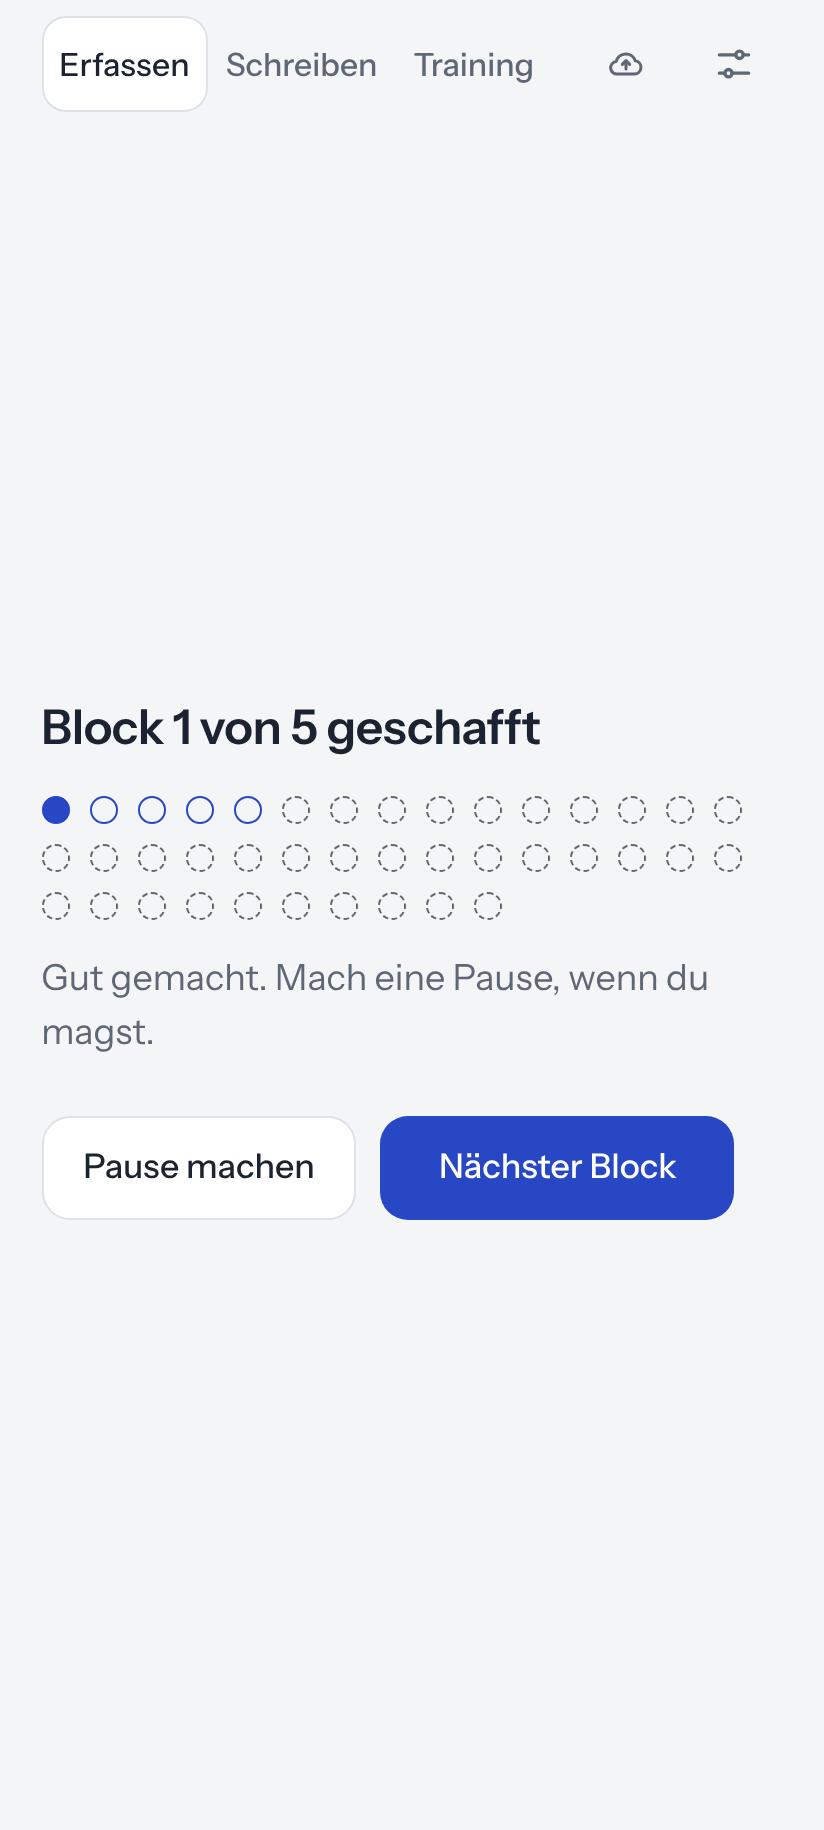 Erfassen Schreiben Training
Block 1 von 5 geschafft
Gut gemacht. Mach eine Pause, wenn du
magst.
Pause machen Nächster Block